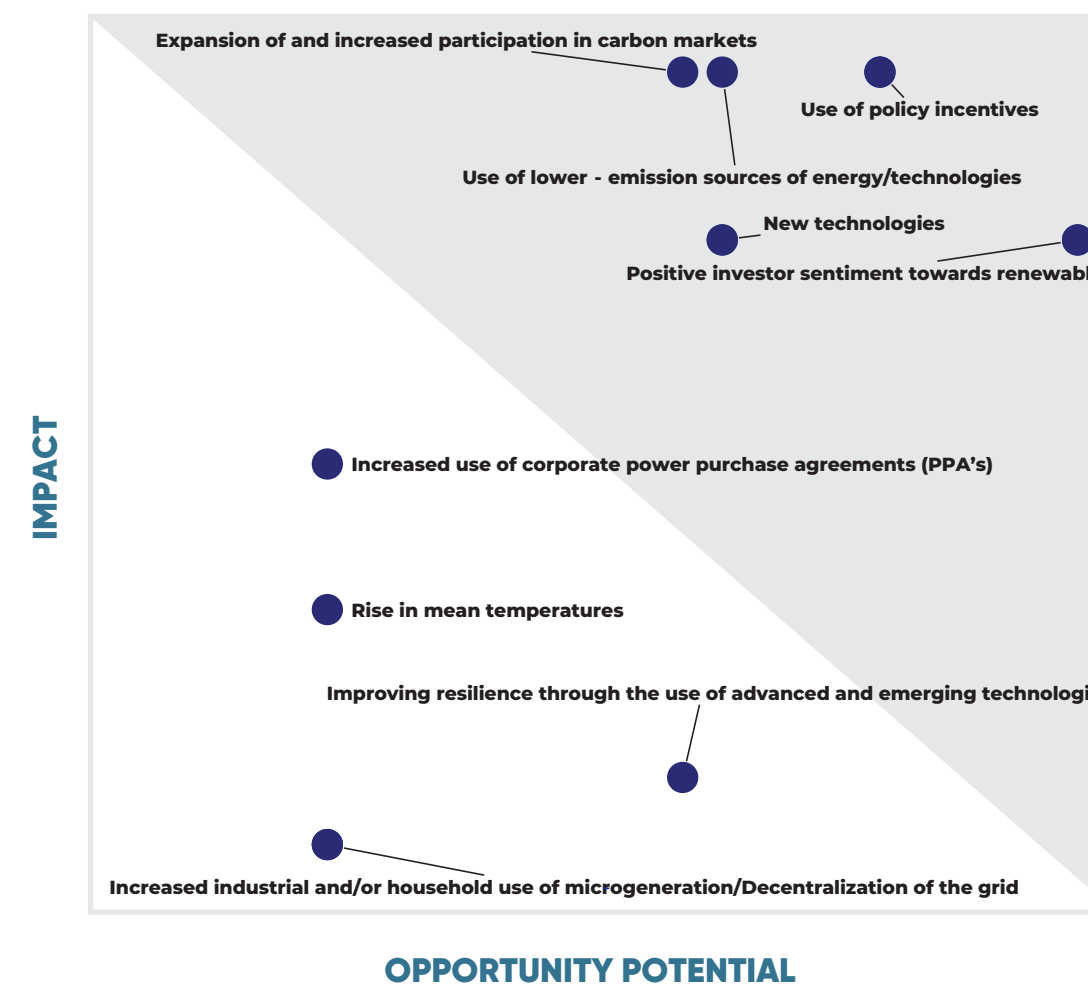 Expansion of and increased participation in carbon markets
Use of policy incentives
Use of lower - emission sources of energy/technologies
New technologies
Positive investor sentiment towards renewabl
IMPACT
Increased use of corporate power purchase agreements (PPA’s)
Rise in mean temperatures
Improving resilience through the use of advanced and emerging technologi
Increased industrial and/or household use of microgeneration/Decentralization of the grid
OPPORTUNITY POTENTIAL